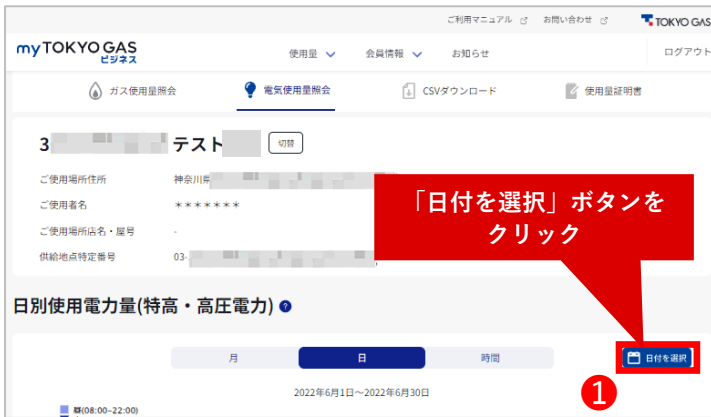 ご利用マニュアル お問い合わせ TOKYO GAS
myTOKYO GAS
ビジネス
使用量 会員情報 お知らせ ログアウト
ガス使用量照会 電気使用量照会 CSVダウンロード 使用量証明書
3 テスト 切替
ご使用場所住所 神奈川県
ご使用者名 *******
ご使用場所店名・屋号 -
供給地点特定番号 03-
「日付を選択」ボタンを
クリック
日別使用電力量(特高・高圧電力) ?
月 日 時間 日付を選択
1
2022年6月1日～2022年6月30日
昼(08:00-22:00)